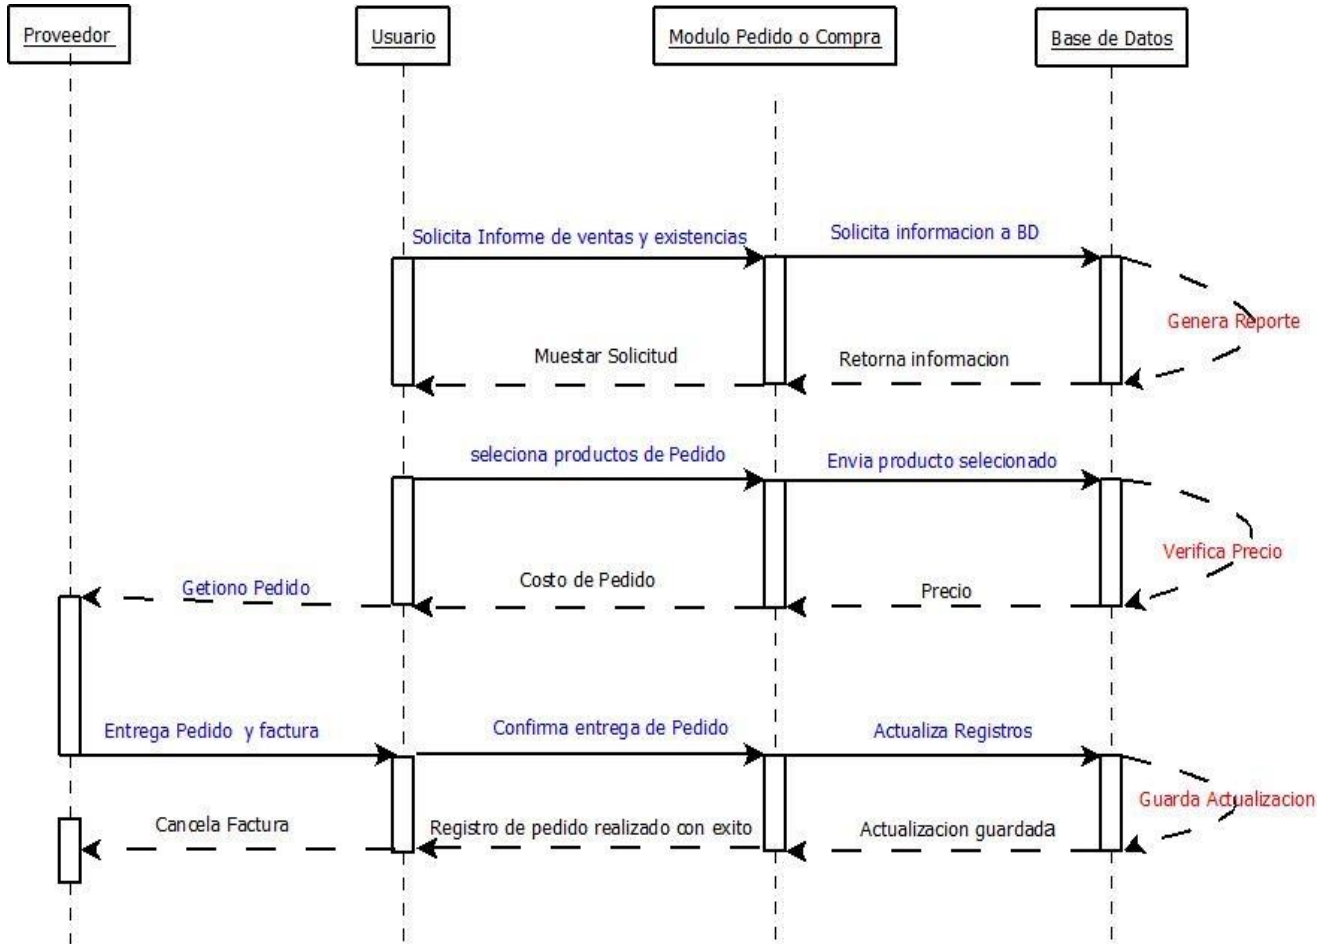 Proveedor
Usuario
Modulo Pedido o Compra
Base de Datos
Solicita Informe de ventas y existencias
Solicita informacion a BD
Genera Reporte
Muestar Solicitud
Retorna informacion
seleciona productos de Pedido
Envia producto selecionado
Verifica Precio
Getiono Pedido
Costo de Pedido
Precio
Entrega Pedido y factura
Confirma entrega de Pedido
Actualiza Registros
Guarda Actualizacion
Cancela Factura
Registro de pedido realizado con exito
Actualizacion guardada